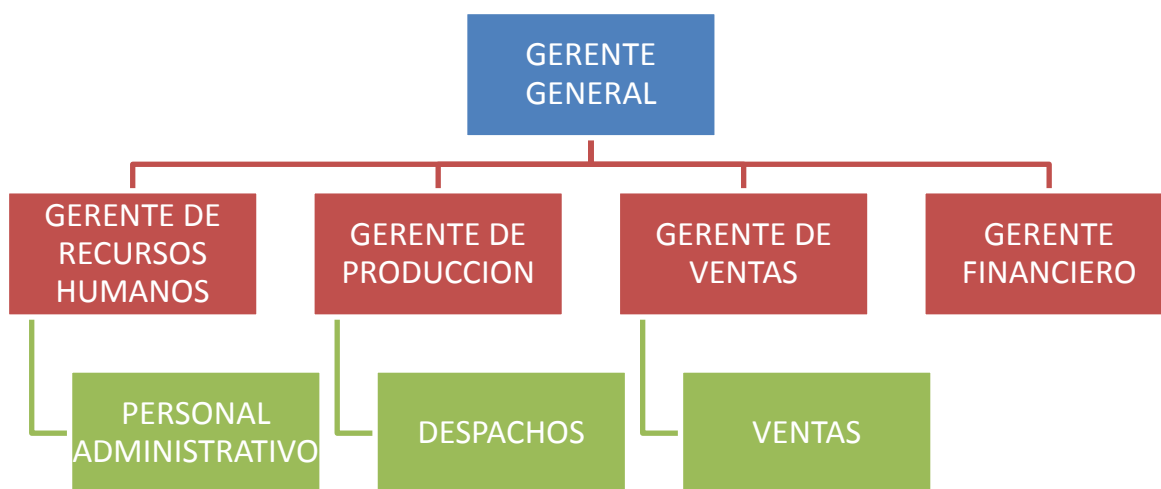 GERENTE
GENERAL
GERENTE DE
RECURSOS
HUMANOS
GERENTE DE
PRODUCCION
GERENTE DE
VENTAS
GERENTE
FINANCIERO
PERSONAL
ADMINISTRATIVO
DESPACHOS
VENTAS